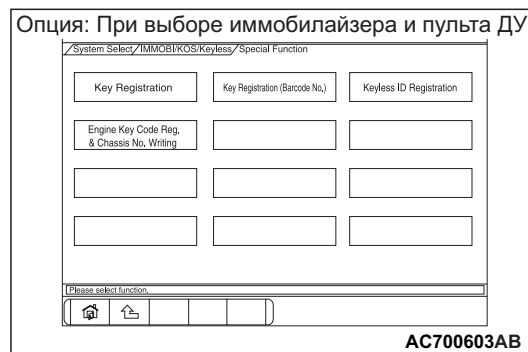 Опция: При выборе иммобилайзера и пульта ДУ
System Select/IMMOBI/KOS/Keyless/Special Function
Key Registration
Key Registration (Barcode No.)
Keyless ID Registration
Engine Key Code Reg.
& Chassis No. Writing
Please select function.
AC700603AB